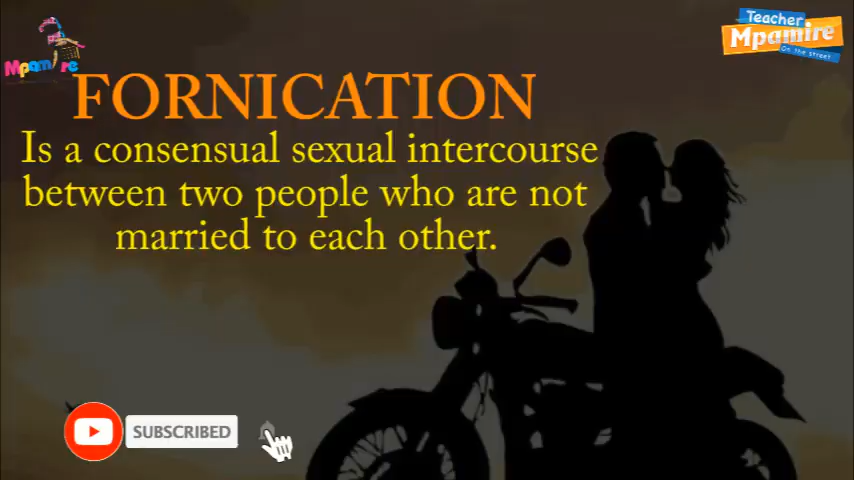 Mpamire
Teacher
Mpamire
On the street
FORNICATION
Is a consensual sexual intercourse
between two people who are not
married to each other.
SUBSCRIBED